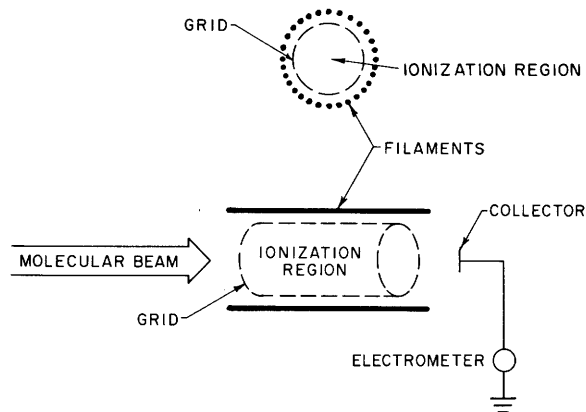 GRID
IONIZATION REGION
FILAMENTS
COLLECTOR
MOLECULAR BEAM
IONIZATION
REGION
GRID
ELECTROMETER